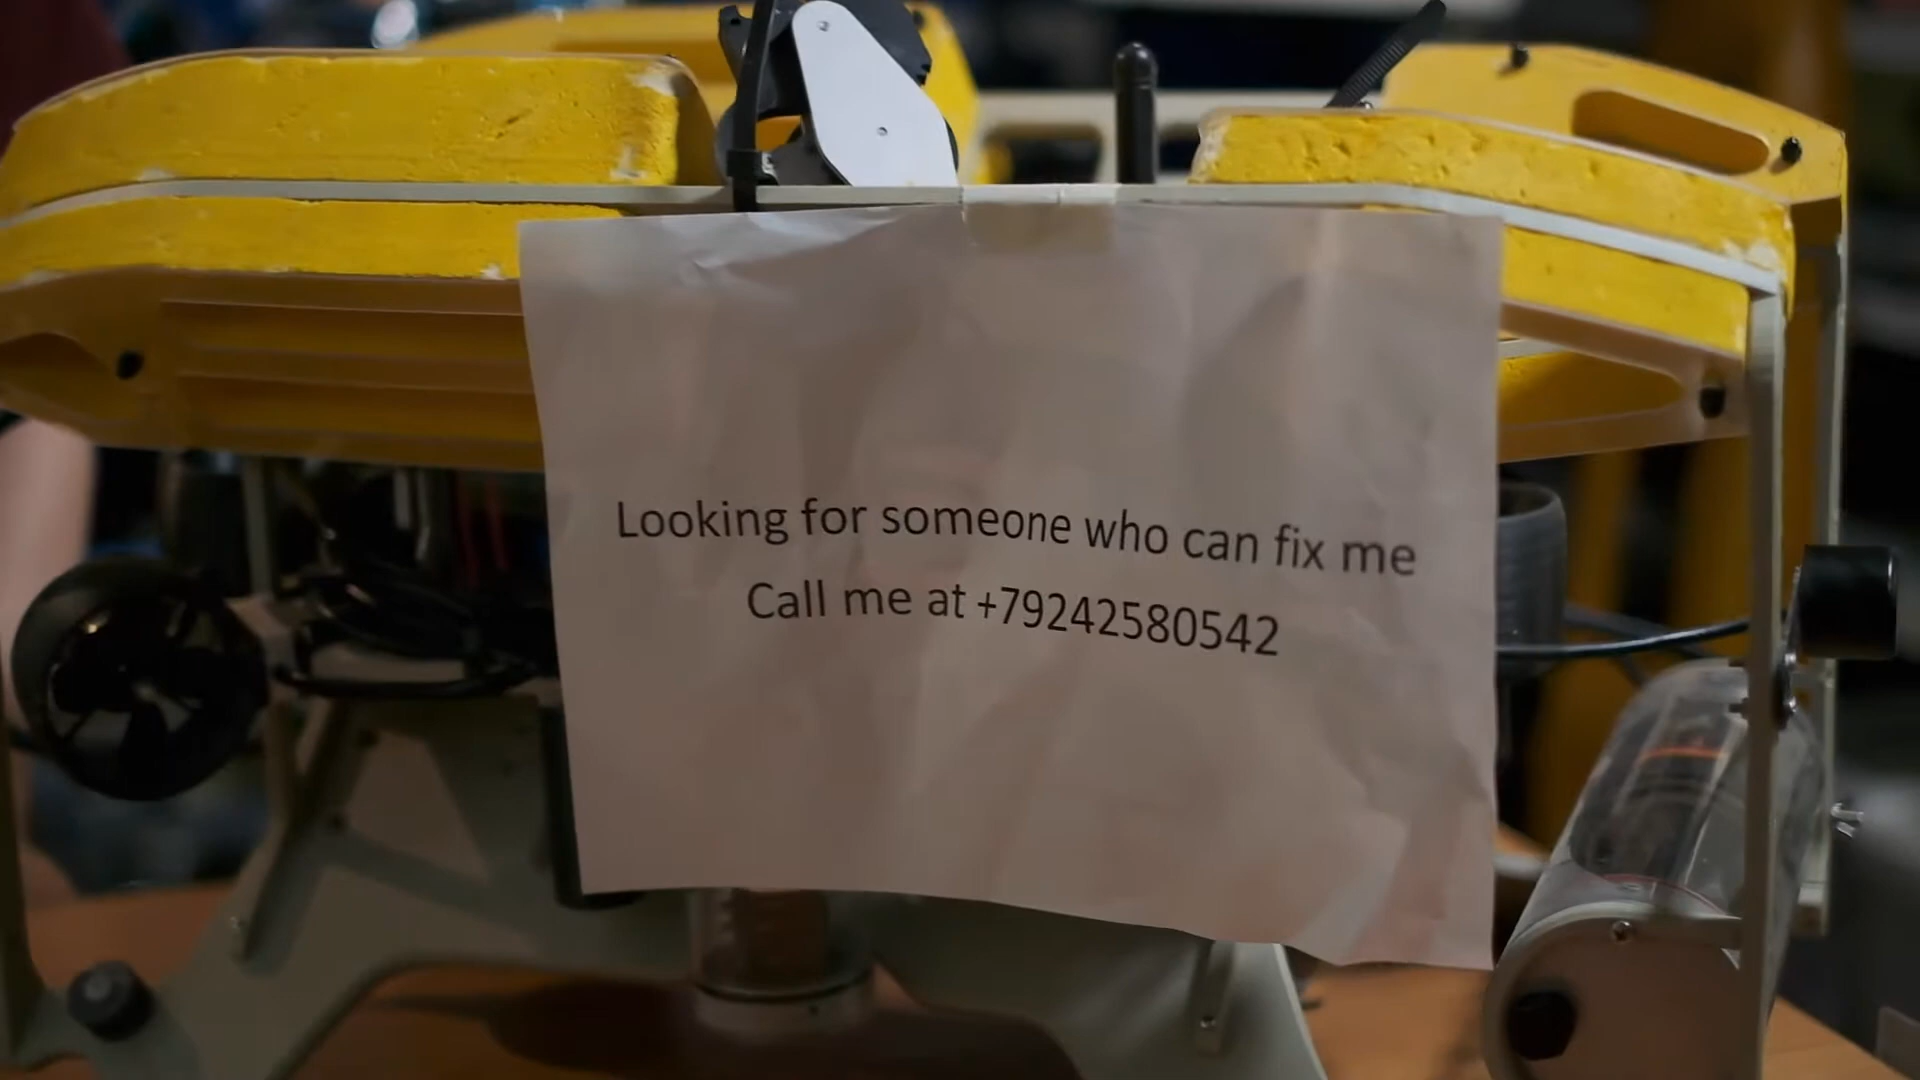 Looking for someone who can fix me
Call me at +79242580542